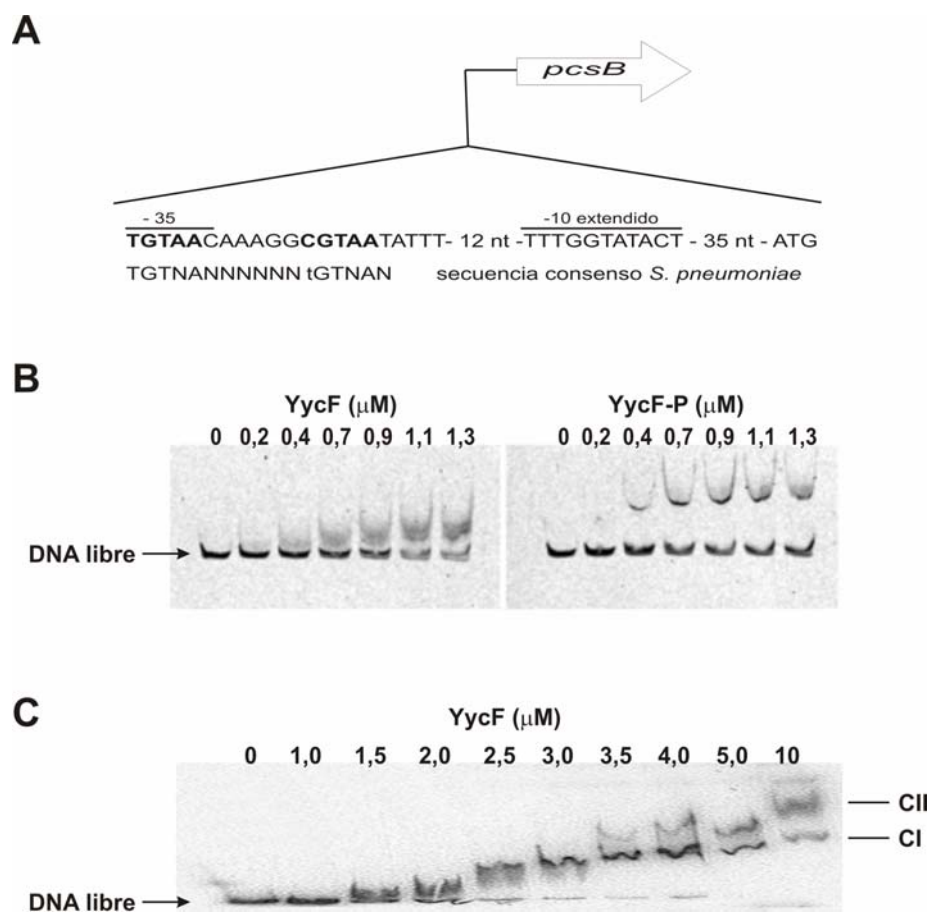 A
pcsB
- 35 -10 extendido
TGTAACAAAGGCGTAATATTT- 12 nt -TTTGGTATACT - 35 nt - ATG
TGTNANNNNNN tGTNAN secuencia consenso S. pneumoniae
B
YycF (μM) YycF-P (μM)
0 0,2 0,4 0,7 0,9 1,1 1,3 0 0,2 0,4 0,7 0,9 1,1 1,3
DNA libre
C
YycF (μM)
0 1,0 1,5 2,0 2,5 3,0 3,5 4,0 5,0 10
CII
CI
DNA libre